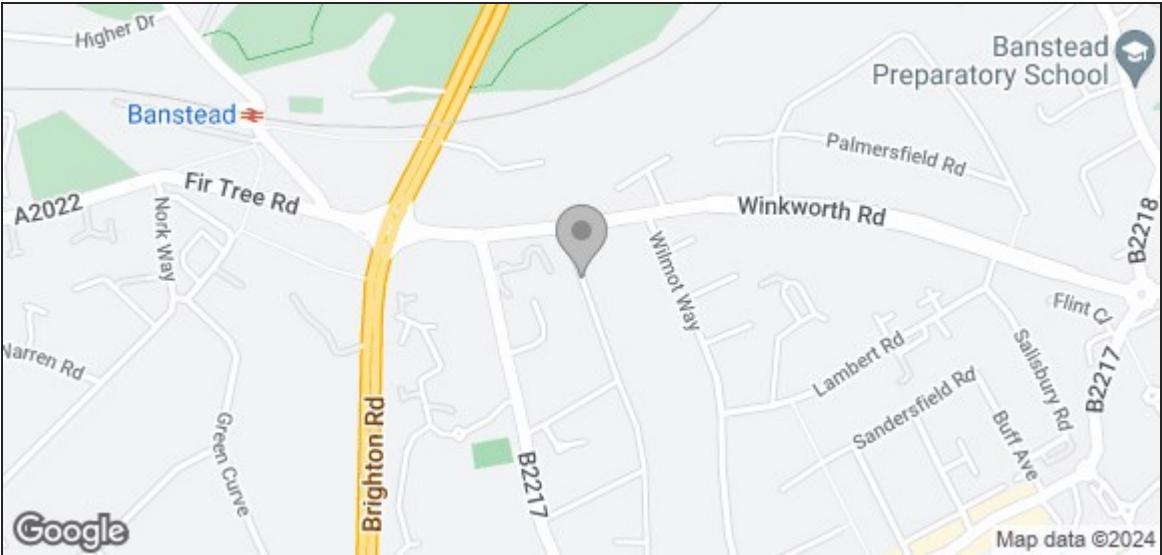 Higher Dr
Banstead
Preparatory School
Banstead
Palmersfield Rd
Fir Tree Rd
A2022
Nork Way
Winkworth Rd
B2218
Wilmot Way
Flint Cl
Narren Rd
Lambert Rd
Salisbury Rd
B2217
Sandersfield Rd
Buff Ave
Green Curve
Brighton Rd
B2217
Google
Map data ©2024